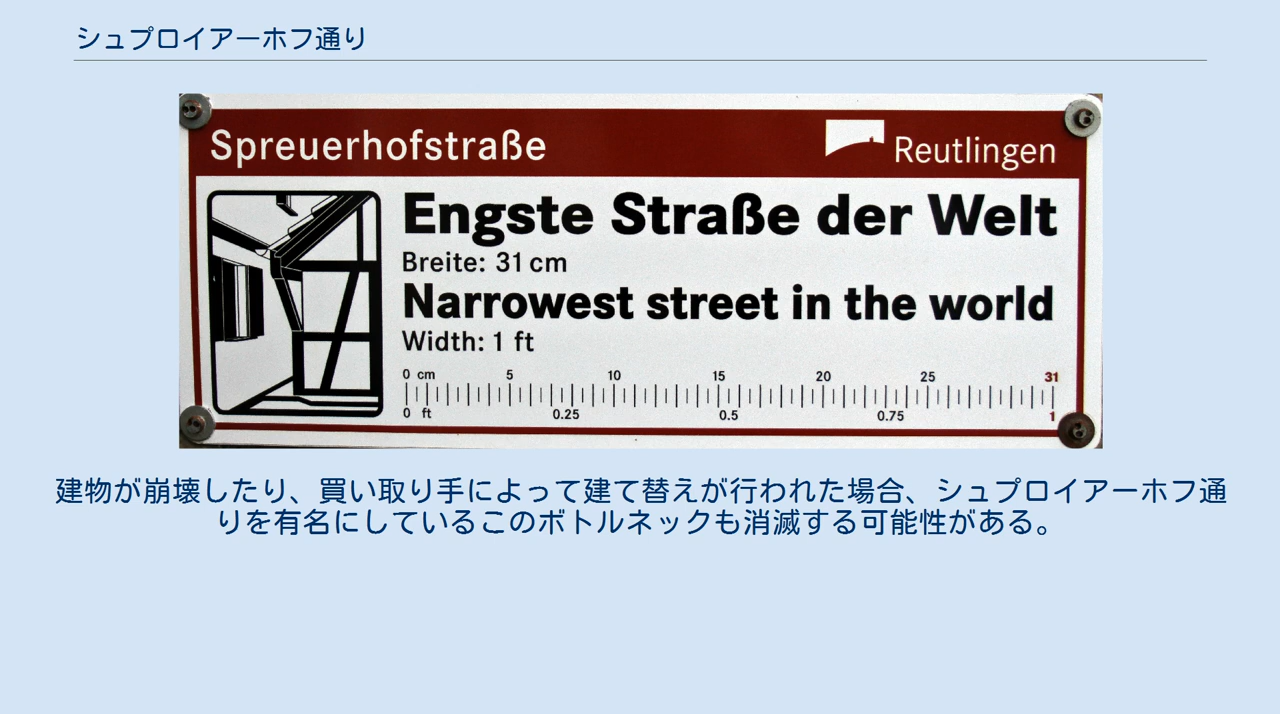 シュプロイアーホフ通り
Spreuerhofstraße
Reutlingen
Engste Straße der Welt
Breite: 31 cm
Narrowest street in the world
Width: 1 ft
0 cm 5 10 15 20 25 31
0 ft 0.25 0.5 0.75 1
建物が崩壊したり、買い取り手によって建て替えが行われた場合、シュプロイアーホフ通
りを有名にしているこのボトルネックも消滅する可能性がある。